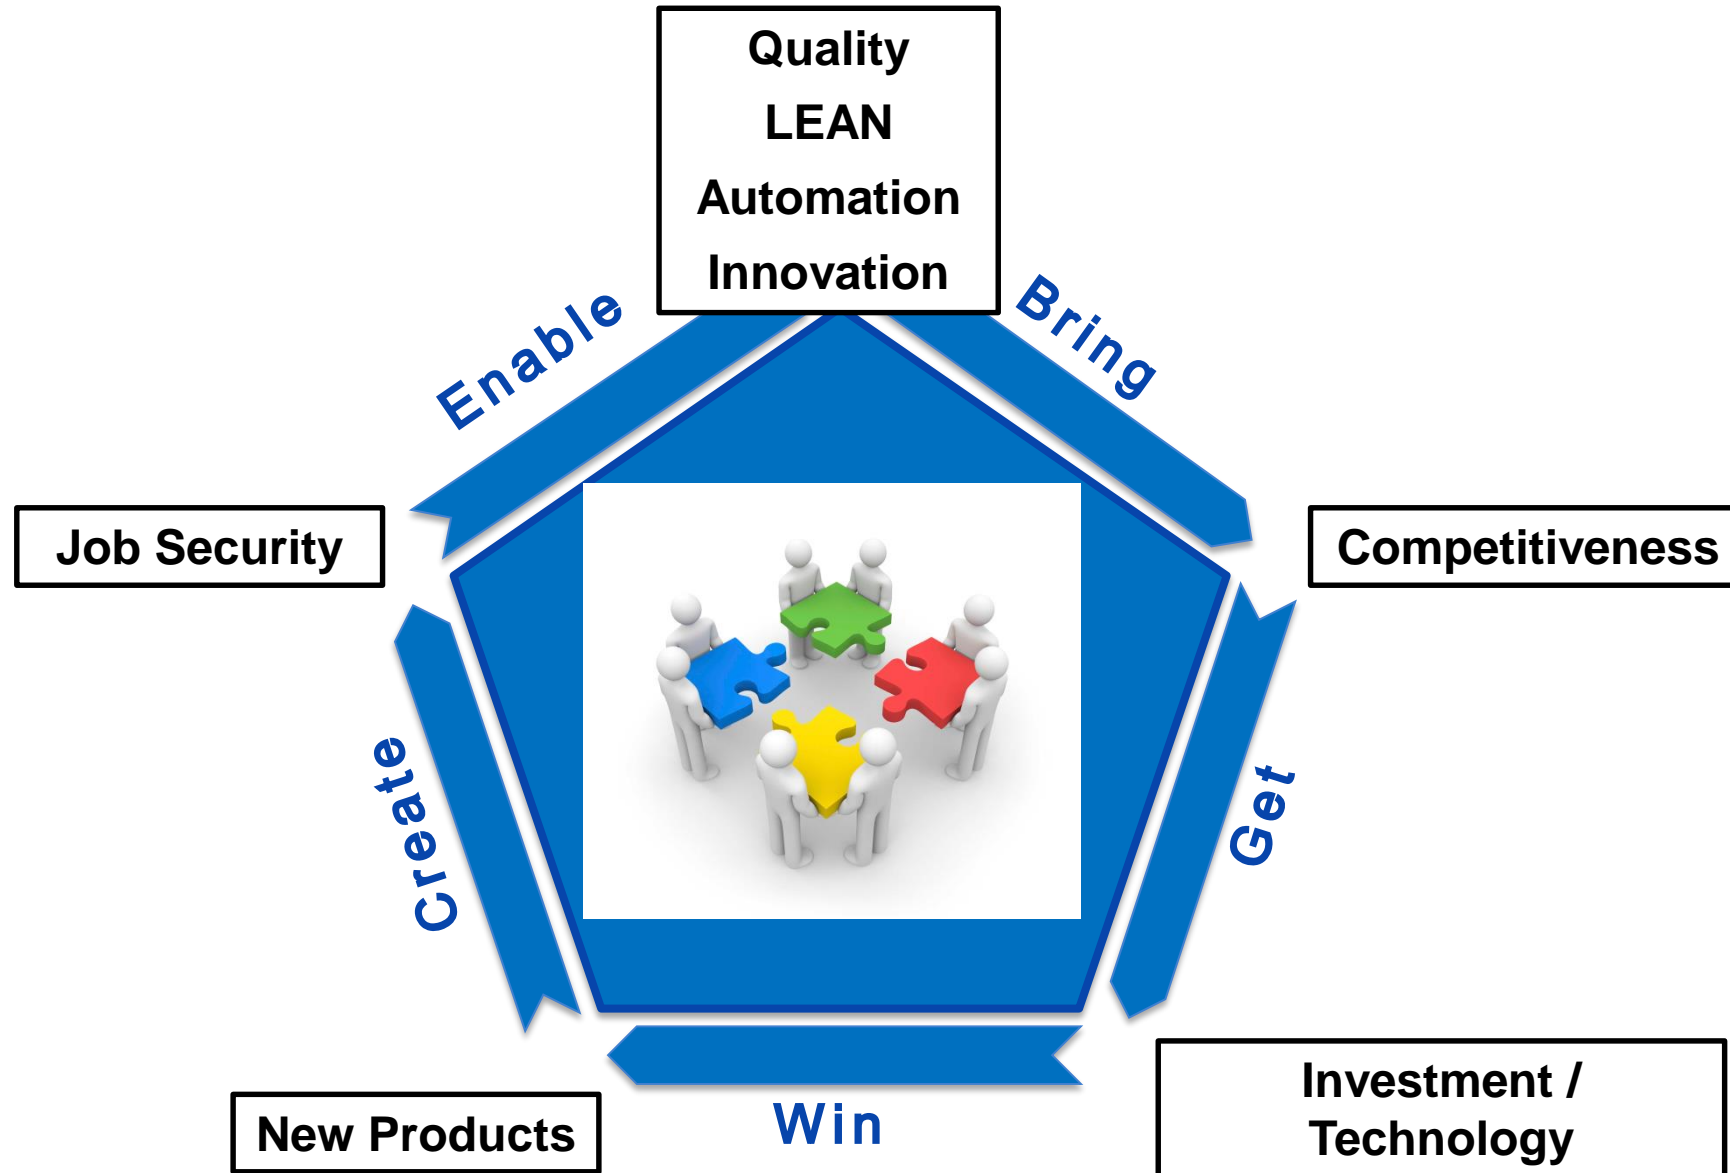 Quality
LEAN
Automation
Innovation
Enable
Bring
Job Security
Competitiveness
Create
Get
Investment /
Technology
New Products
Win